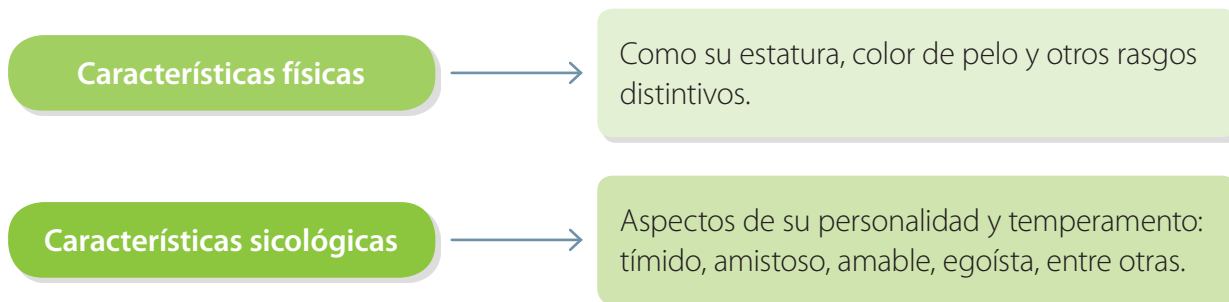 Características físicas
Como su estatura, color de pelo y otros rasgos
distintivos.
Características sicológicas
Aspectos de su personalidad y temperamento:
tímido, amistoso, amable, egoísta, entre otras.